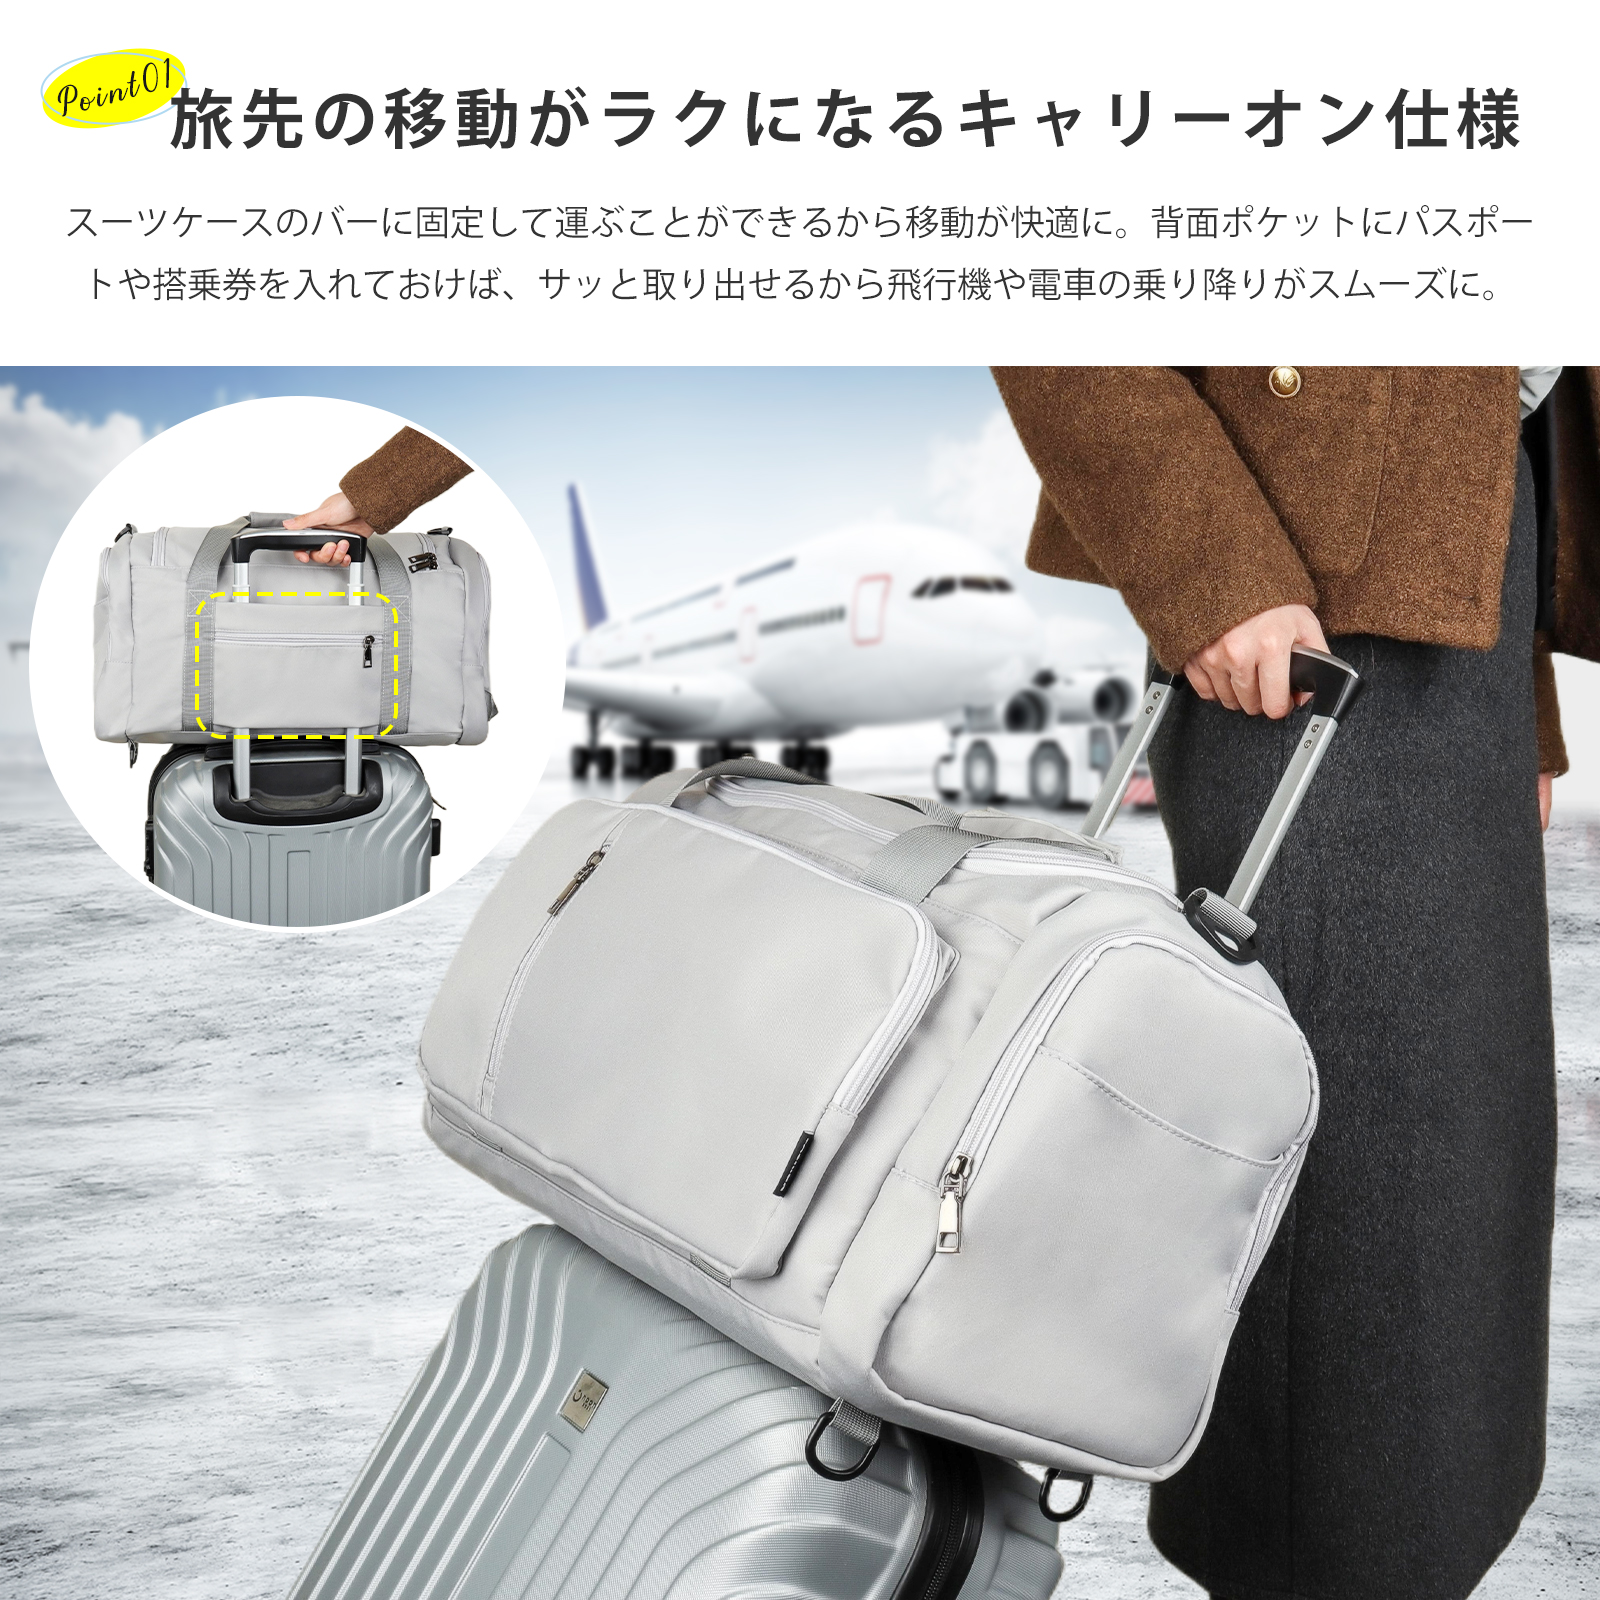 Point01
旅先の移動がラクになるキャリーオン仕様
スーツケースのバーに固定して運ぶことができるから移動が快適に。背面ポケットにパスポー
トや搭乗券を入れておけば、サッと取り出せるから飛行機や電車の乗り降りがスムーズに。